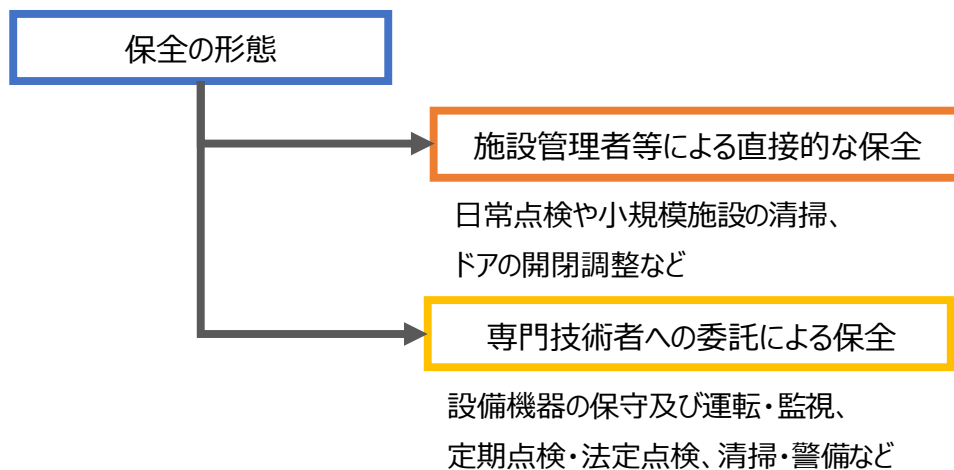 保全の形態
施設管理者等による直接的な保全
日常点検や小規模施設の清掃、
ドアの開閉調整など
専門技術者への委託による保全
設備機器の保守及び運転・監視、
定期点検・法定点検、清掃・警備など